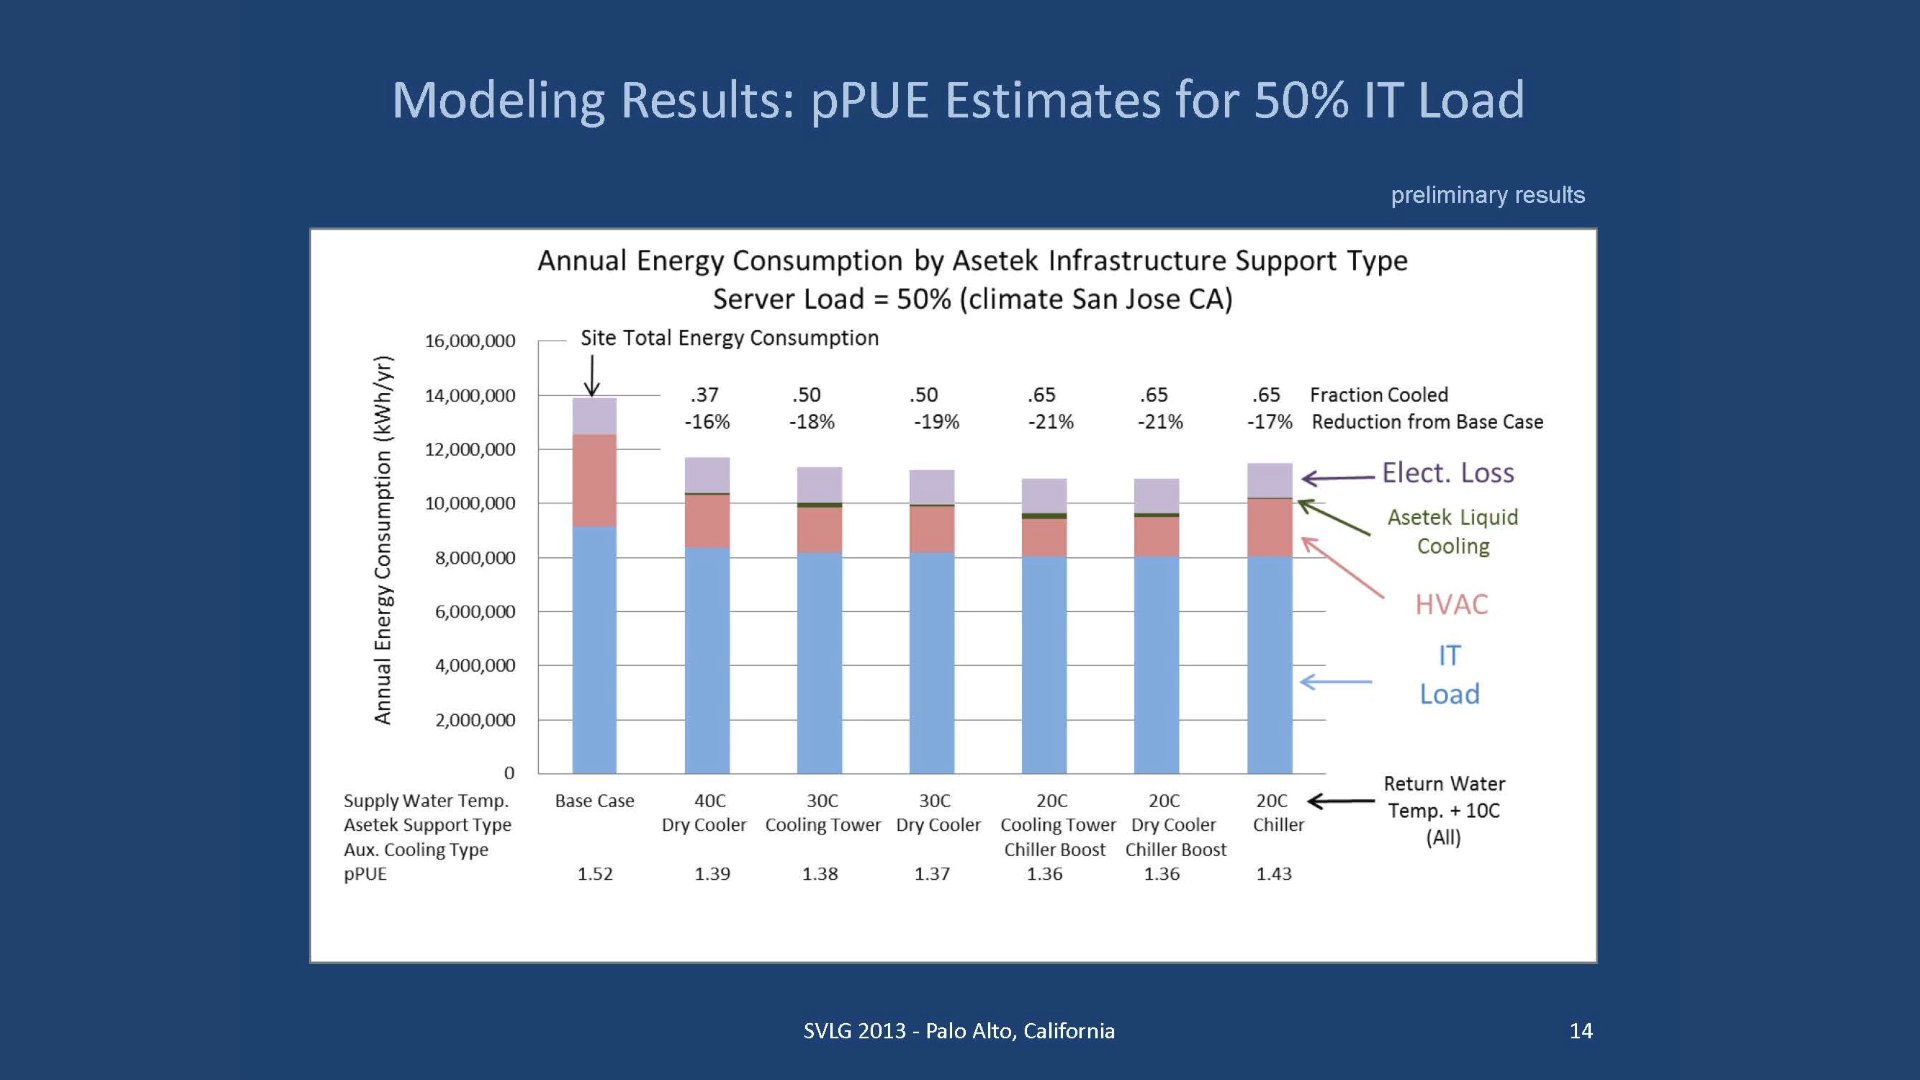 Modeling Results: pPUE Estimates for 50% IT Load
preliminary results
Annual Energy Consumption by Asetek Infrastructure Support Type
Server Load = 50% (climate San Jose CA)
Annual Energy Consumption (kWh/yr)
16,000,000
14,000,000
12,000,000
10,000,000
8,000,000
6,000,000
4,000,000
2,000,000
0
Site Total Energy Consumption
.37 .50 .50 .65 .65 .65 Fraction Cooled
-16% -18% -19% -21% -21% -17% Reduction from Base Case
Elect. Loss
Asetek Liquid
Cooling
HVAC
IT
Load
Return Water
Temp. + 10C
(All)
Supply Water Temp. Base Case 40C 30C 30C 20C 20C 20C
Asetek Support Type Dry Cooler Cooling Tower Dry Cooler Cooling Tower Dry Cooler Chiller
Aux. Cooling Type Chiller Boost Chiller Boost
pPUE 1.52 1.39 1.38 1.37 1.36 1.36 1.43
SVLG 2013 - Palo Alto, California
14